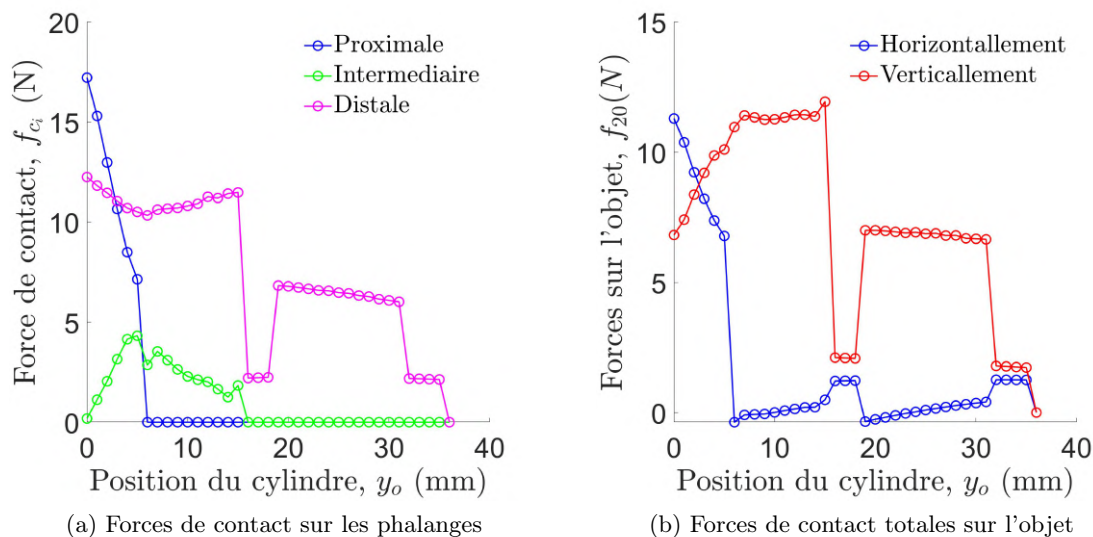 20
15
10
5
0
0
10
20
30
40
Force de contact, f_{c_i} (N)
Position du cylindre, y_o (mm)
Proximale
Intermediaire
Distale
(a) Forces de contact sur les phalanges
15
10
5
0
0
10
20
30
40
Forces sur l'objet, f_{20}(N)
Position du cylindre, y_o (mm)
Horizontallement
Verticallement
(b) Forces de contact totales sur l'objet